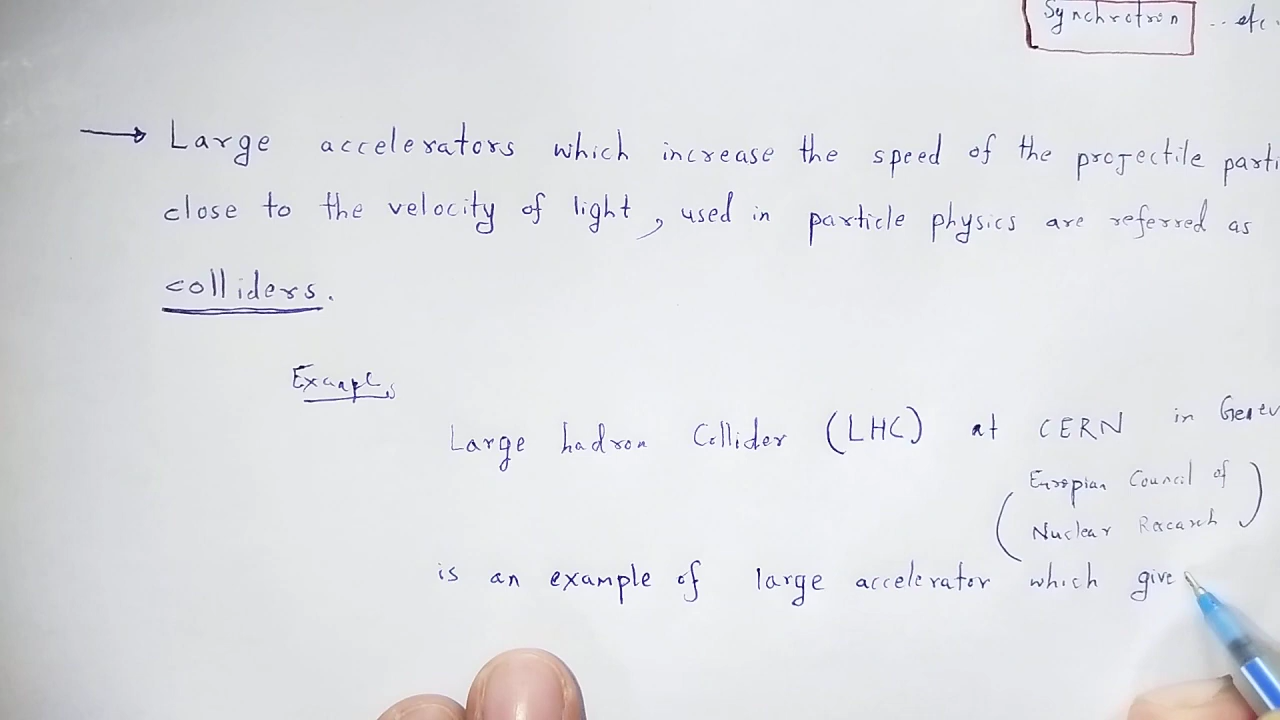 Synchrotron ... etc.
→ Large accelerators which increase the speed of the projectile parti
close to the velocity of light, used in particle physics are referred as
colliders.
Large hadron Collider (LHC) at CERN in Genev
(Europian Council of
Nuclear Research)
is an example of large accelerator which give